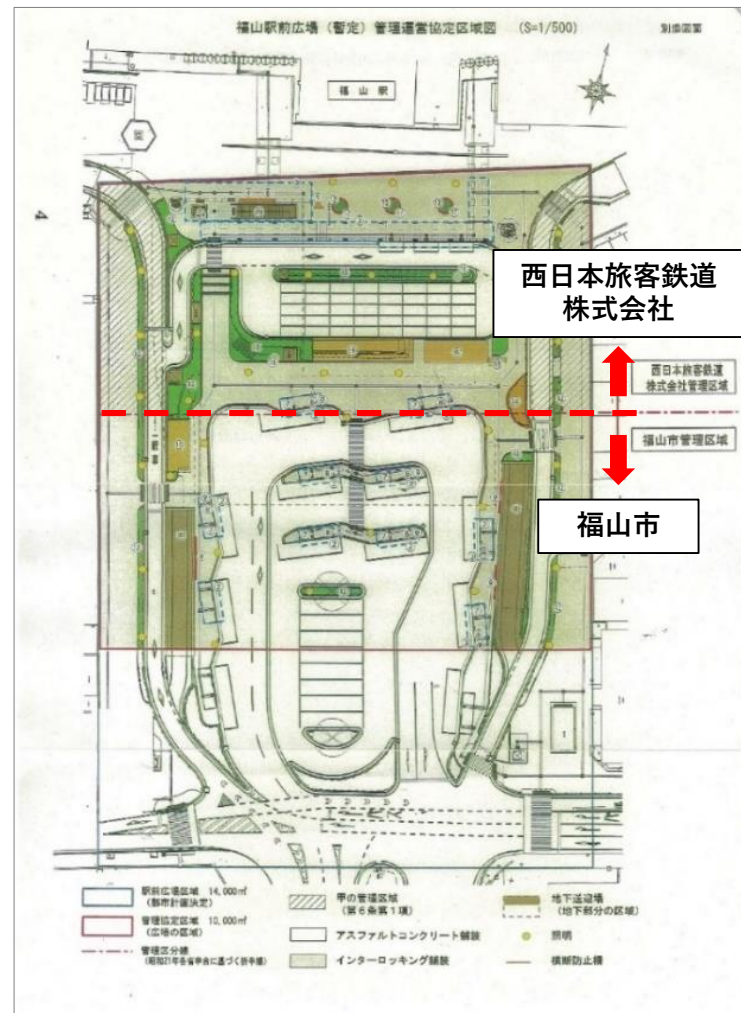 福山駅前広場（暫定）管理運営協定区域図 （S=1/500） 別添図面
福山駅
4
西日本旅客鉄道
株式会社
西日本旅客鉄道
株式会社管理区域
福山市管理区域
福山市
駅前広場区域 14,000㎡
（都市計画決定）
管理協定区域 10,000㎡
（広場の区域）
管理区分線
甲の管理区域
（第6条第1項）
アスファルトコンクリート舗装
インターロッキング舗装
地下送迎場
（地下部分の区域）
照明
横断防止柵